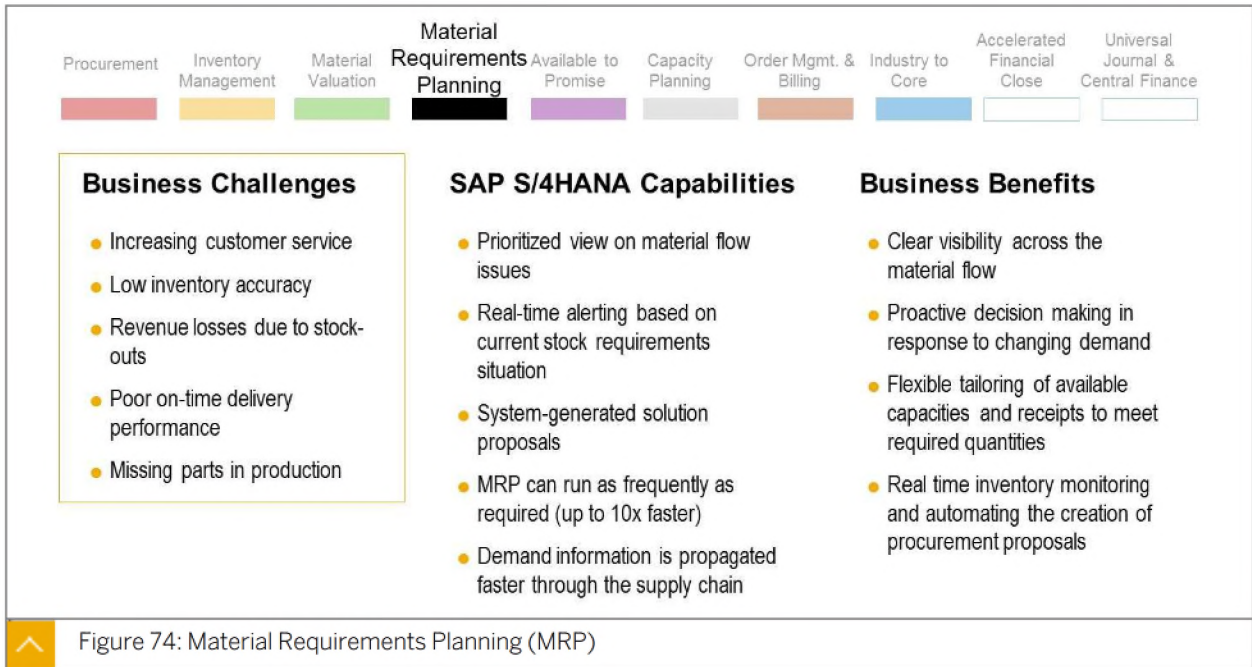 Procurement
Inventory
Management
Material
Valuation
Material
Requirements
Planning
Available to
Promise
Capacity
Planning
Order Mgmt. &
Billing
Industry to
Core
Accelerated
Financial
Close
Universal
Journal &
Central Finance
Business Challenges
Increasing customer service
Low inventory accuracy
Revenue losses due to stock-
outs
Poor on-time delivery
performance
Missing parts in production
SAP S/4HANA Capabilities
Prioritized view on material flow
issues
Real-time alerting based on
current stock requirements
situation
System-generated solution
proposals
MRP can run as frequently as
required (up to 10x faster)
Demand information is propagated
faster through the supply chain
Business Benefits
Clear visibility across the
material flow
Proactive decision making in
response to changing demand
Flexible tailoring of available
capacities and receipts to meet
required quantities
Real time inventory monitoring
and automating the creation of
procurement proposals
Figure 74: Material Requirements Planning (MRP)